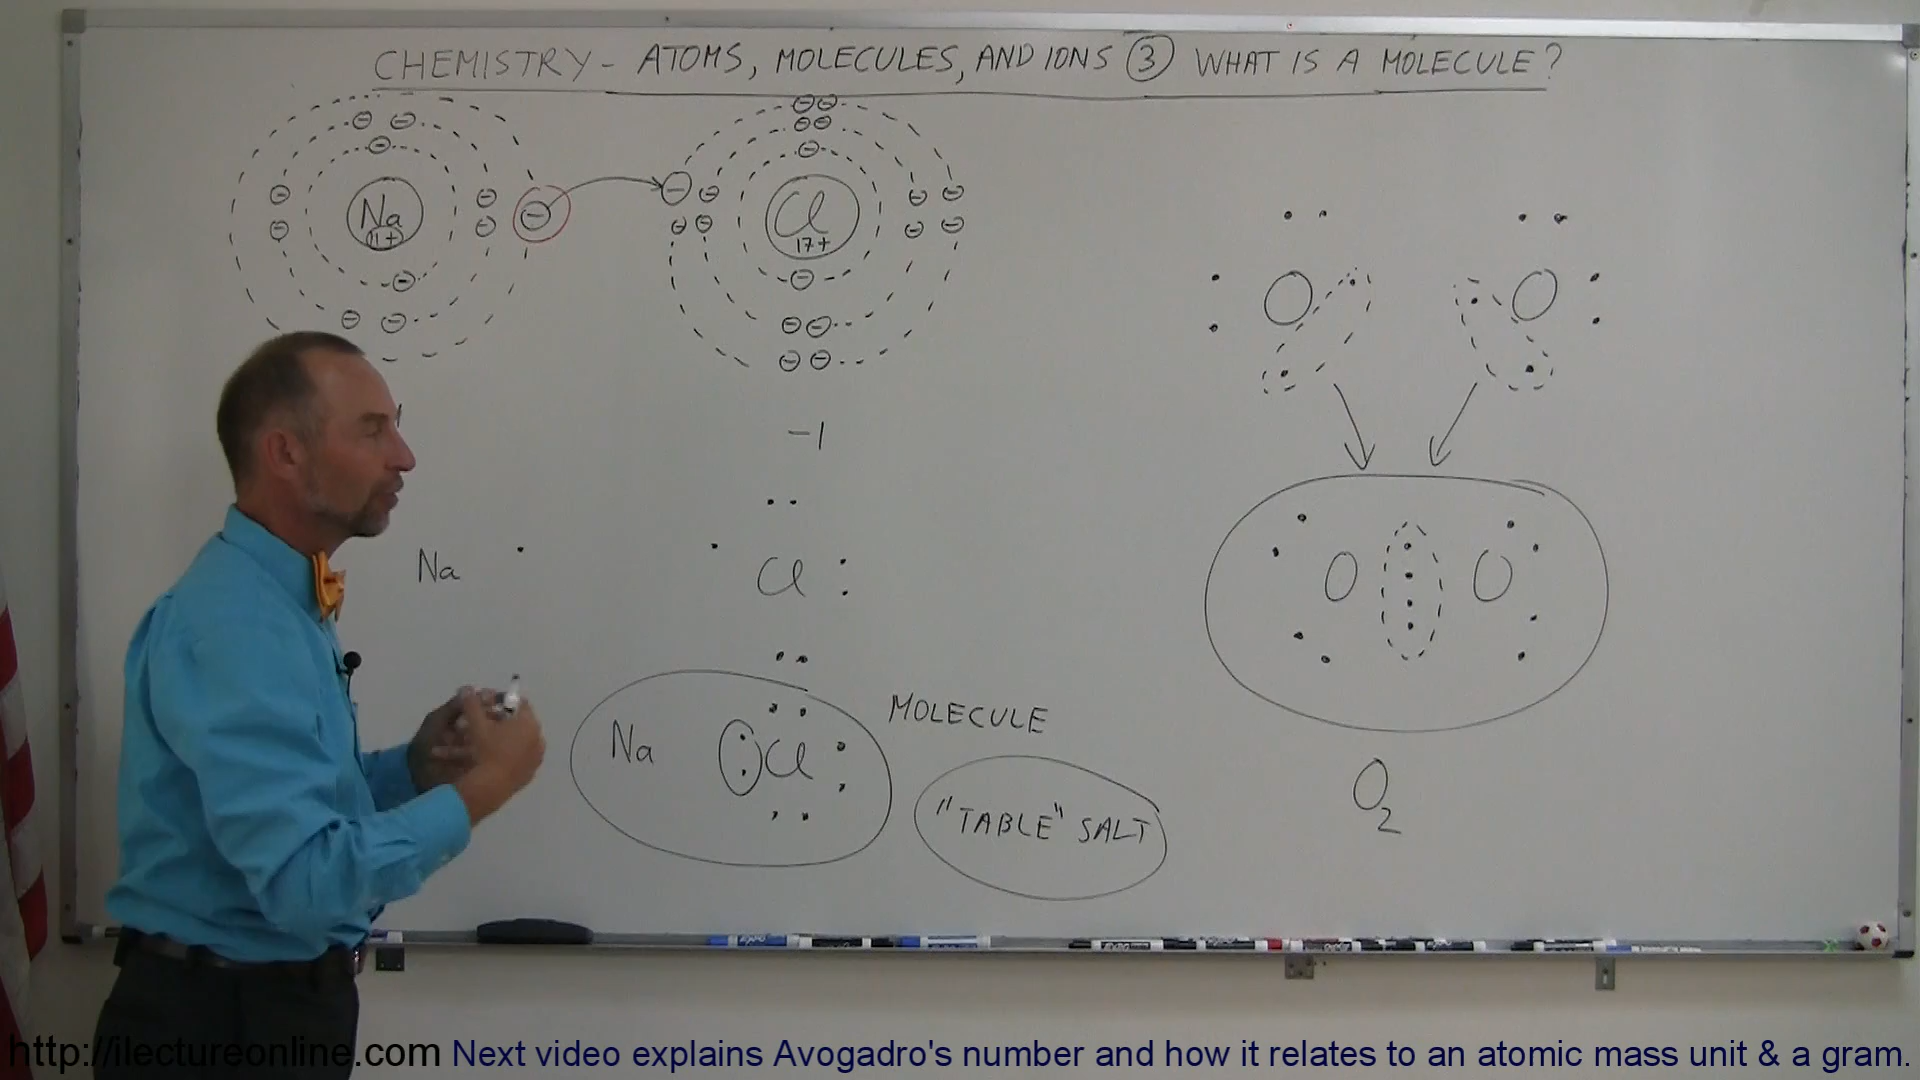 CHEMISTRY - ATOMS, MOLECULES, AND IONS ③ WHAT IS A MOLECULE?
Na
11+
Cl
17+
O O
-1
Na Cl
O O
Na Cl
MOLECULE
"TABLE" SALT
O₂
http://ilectureonline.com Next video explains Avogadro's number and how it relates to an atomic mass unit & a gram.